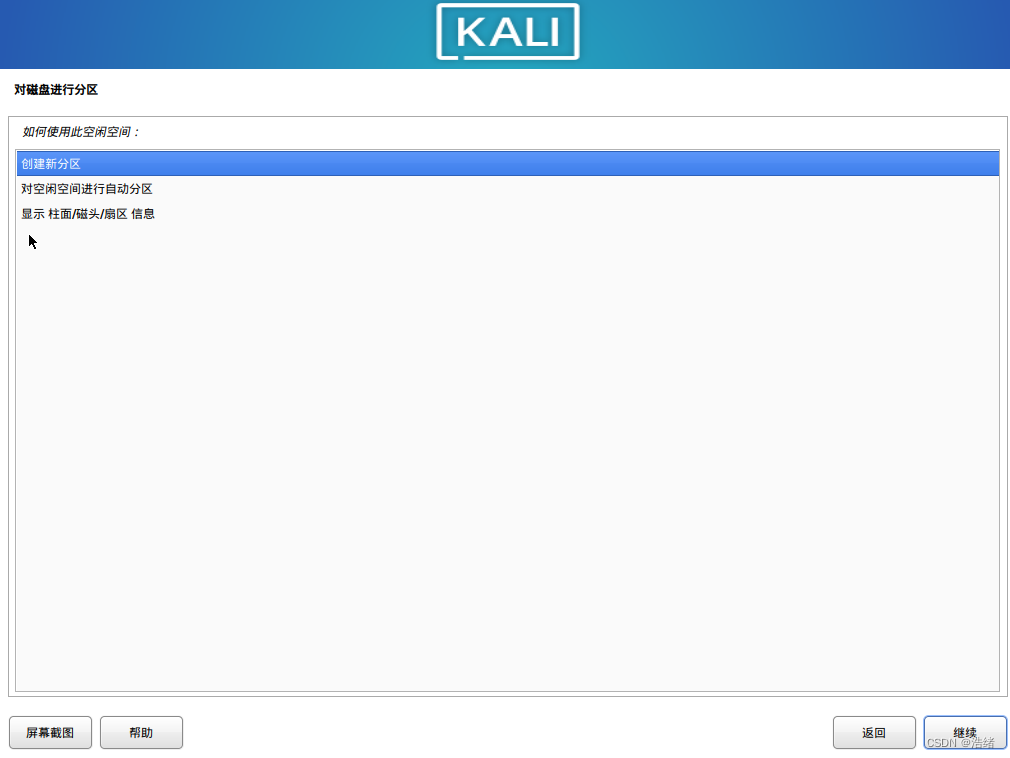 KALI
对磁盘进行分区
如何使用此空闲空间：
创建新分区
对空闲空间进行自动分区
显示 柱面/磁头/扇区 信息
屏幕截图
帮助
返回
继续
CSDN @浩绪